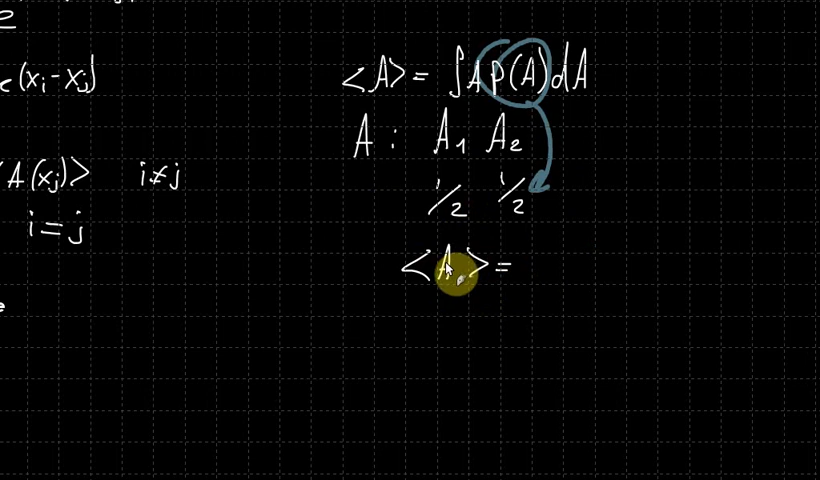 (xᵢ - xⱼ)
<A> = ∫A P(A) dA
A : A₁ A₂
A(xⱼ)> i≠j
1/2 1/2
i = j
<A> =